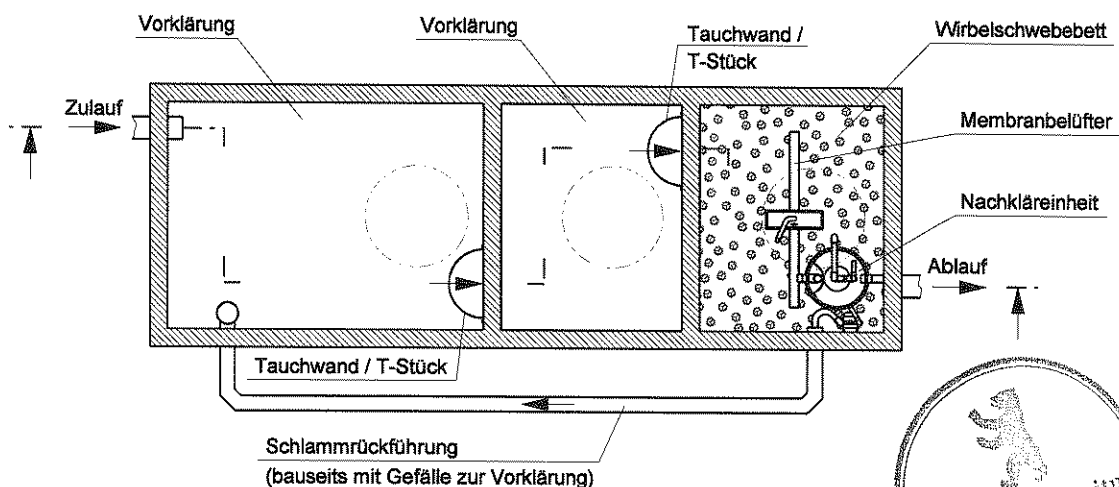 Vorklärung
Vorklärung
Tauchwand /
T-Stück
Wirbelschwebebett
Zulauf
Membranbelüfter
Nachkläreinheit
Ablauf
Tauchwand / T-Stück
Schlammrückführung
(bauseits mit Gefälle zur Vorklärung)